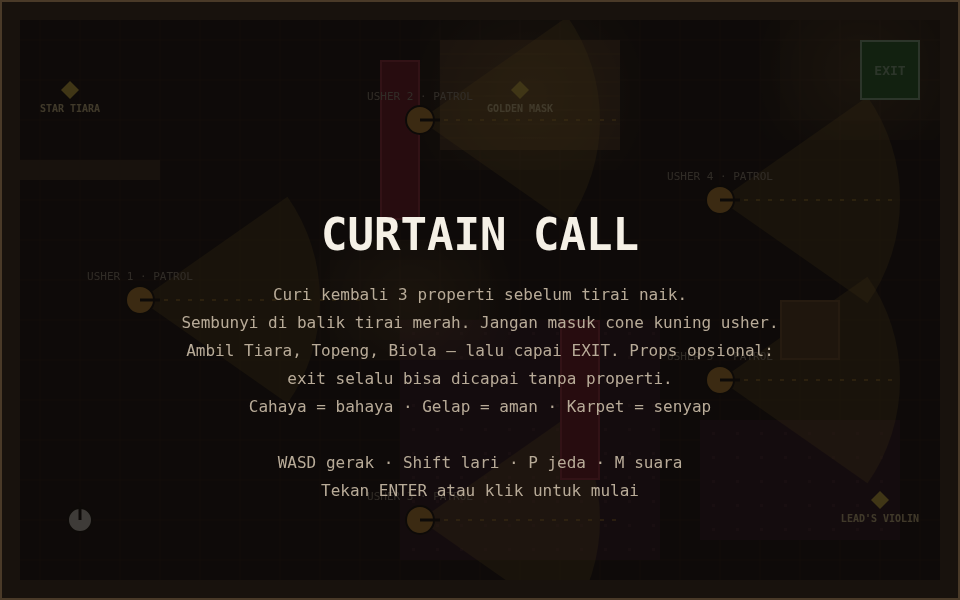 EXIT
STAR TIARA
USHER 2 · PATROL
GOLDEN MASK
USHER 4 · PATROL
CURTAIN CALL
USHER 1 · PATROL
Curi kembali 3 properti sebelum tirai naik.
Sembunyi di balik tirai merah. Jangan masuk cone kuning usher.
Ambil Tiara, Topeng, Biola — lalu capai EXIT. Props opsional:
exit selalu bisa dicapai tanpa properti.
Cahaya = bahaya · Gelap = aman · Karpet = senyap
WASD gerak · Shift lari · P jeda · M suara
Tekan ENTER atau klik untuk mulai
LEAD'S VIOLIN